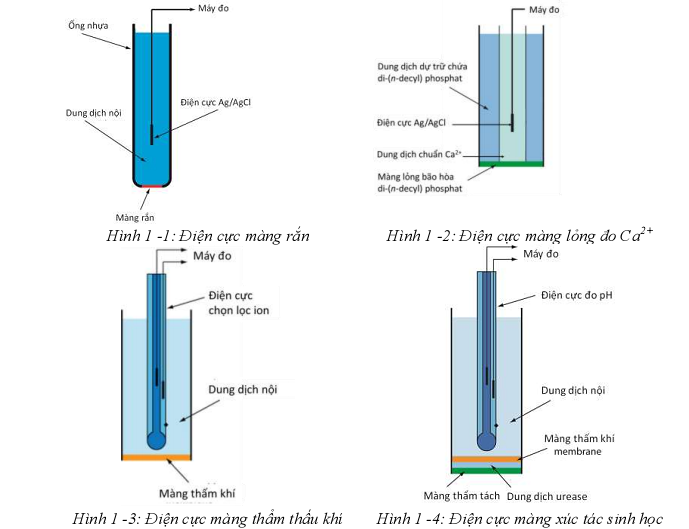 Máy đo
Ống nhựa
Điện cực Ag/AgCl
Dung dịch nội
Màng rắn
Hình 1 -1: Điện cực màng rắn
Máy đo
Dung dịch dự trữ chứa
di-(n-decyl) phosphat
Điện cực Ag/AgCl
Dung dịch chuẩn Ca²⁺
Màng lỏng bão hòa
di-(n-decyl) phosphat
Hình 1 -2: Điện cực màng lỏng đo Ca²⁺
Máy đo
Điện cực
chọn lọc ion
Dung dịch nội
Màng thấm khí
Hình 1 -3: Điện cực màng thẩm thấu khí
Máy đo
Điện cực đo pH
Dung dịch nội
Màng thấm khí
membrane
Màng thẩm tách
Dung dịch urease
Hình 1 -4: Điện cực màng xúc tác sinh học